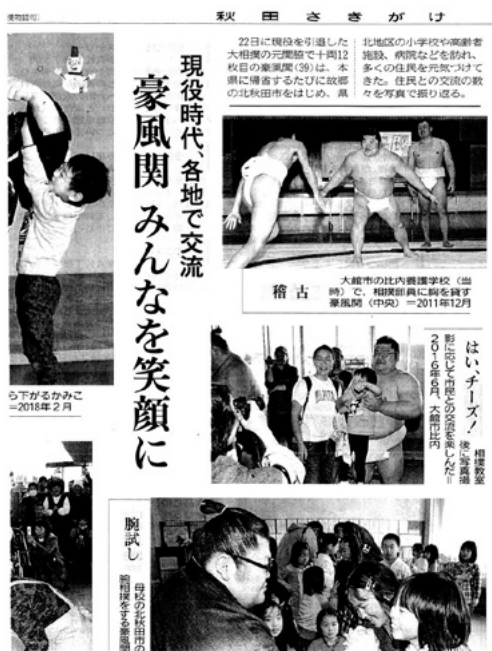 秋田さきがけ
現役時代、各地で交流
豪風関 みんなを笑顔に
22日に現役を引退した
大相撲の元関脇で十両12
枚目の豪風関(39)は、本
県に帰省するたびに故郷
の北秋田市をはじめ、県
北地区の小学校や高齢者
施設、病院などを訪れ、
多くの住民を元気づけて
きた。住民との交流の数
々を写真で振り返る。
稽古
大館市の比内養護学校(当
時)で、相撲部員に胸を貸す
豪風関(中央)=2011年12月
はい、チーズ!
相撲教室
後に写真撮
影に応じて市民との交流を楽しんだ=
2016年6月、大館市比内
ら下がるかみこ
=2018年2月
腕試し
母校の北秋田市の
腕相撲をする豪風関